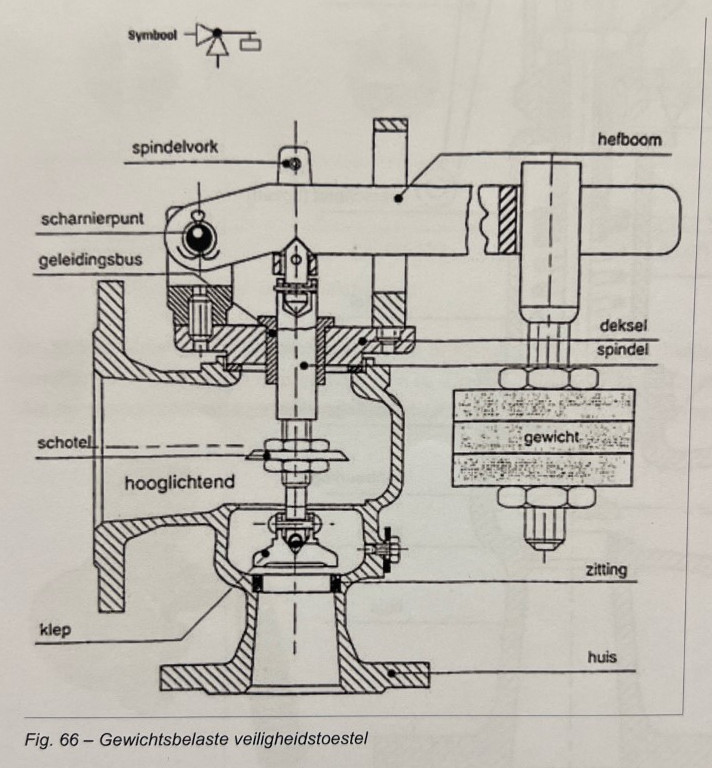 Symbool
spindelvork
hefboom
scharnierpunt
geleidingsbus
deksel
spindel
gewicht
schotel
hooglichtend
zitting
klep
huis
Fig. 66 – Gewichtsbelaste veiligheidstoestel